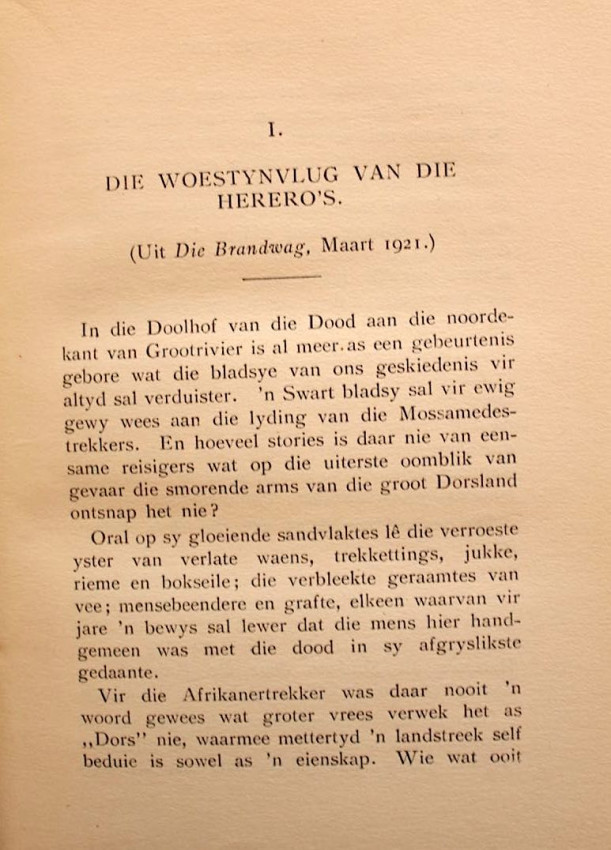 I.
DIE WOESTYNVLUG VAN DIE
HERERO'S.
(Uit Die Brandwag, Maart 1921.)
In die Doolhof van die Dood aan die noorde-
kant van Grootrivier is al meer as een gebeurtenis
gebore wat die bladsye van ons geskiedenis vir
altyd sal verduister. 'n Swart bladsy sal vir ewig
gewy wees aan die lyding van die Mossamedes-
trekkers. En hoeveel stories is daar nie van een-
same reisigers wat op die uiterste oomblik van
gevaar die smorende arms van die groot Dorsland
ontsnap het nie?
Oral op sy gloeiende sandvlaktes lê die verroeste
yster van verlate waens, trekkettings, jukke,
rieme en bokseile; die verbleekte geraamtes van
vee; mensebeendere en grafte, elkeen waarvan vir
jare 'n bewys sal lewer dat die mens hier hand-
gemeen was met die dood in sy afgryslikste
gedaante.
Vir die Afrikanertrekker was daar nooit 'n
woord gewees wat groter vrees verwek het as
,,Dors" nie, waarmee mettertyd 'n landstreek self
beduie is sowel as 'n eienskap. Wie wat ooit